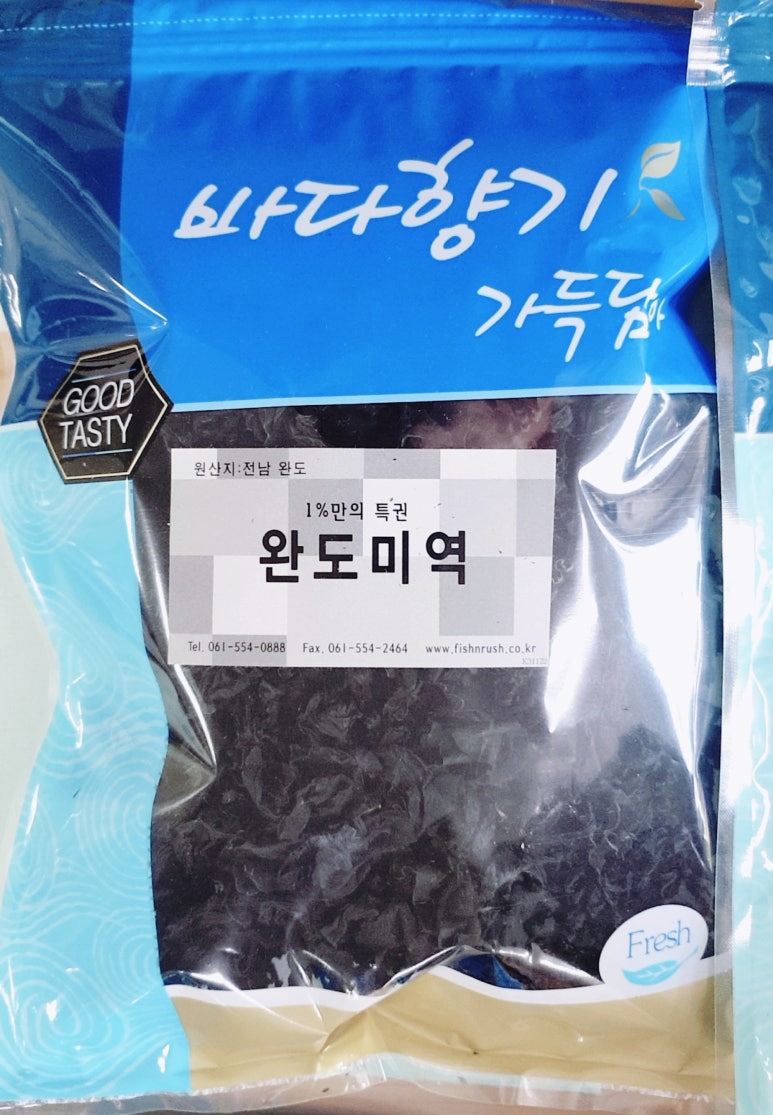 바다향기
가득담아
GOOD
TASTY
원산지:전남 완도
1%만의 특권
완도미역
Tel. 061-554-0888 Fax. 061-554-2464 www.fishnrush.co.kr
Fresh